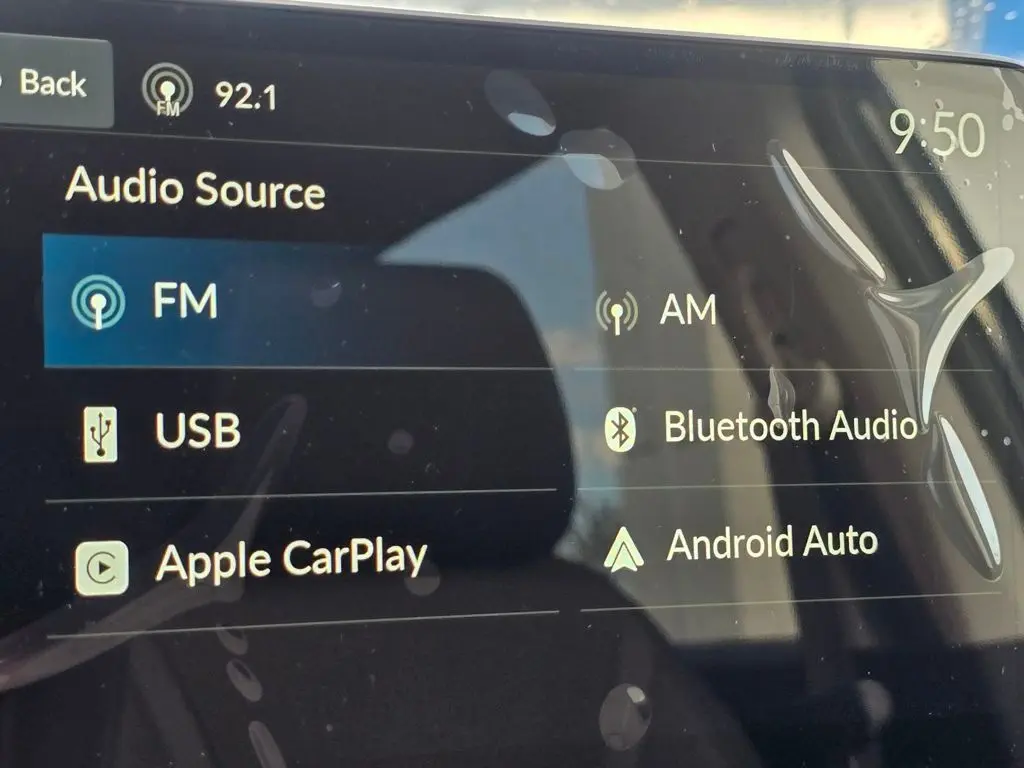 Back
FM
92.1
9:50
Audio Source
FM
AM
USB
Bluetooth Audio
Apple CarPlay
Android Auto